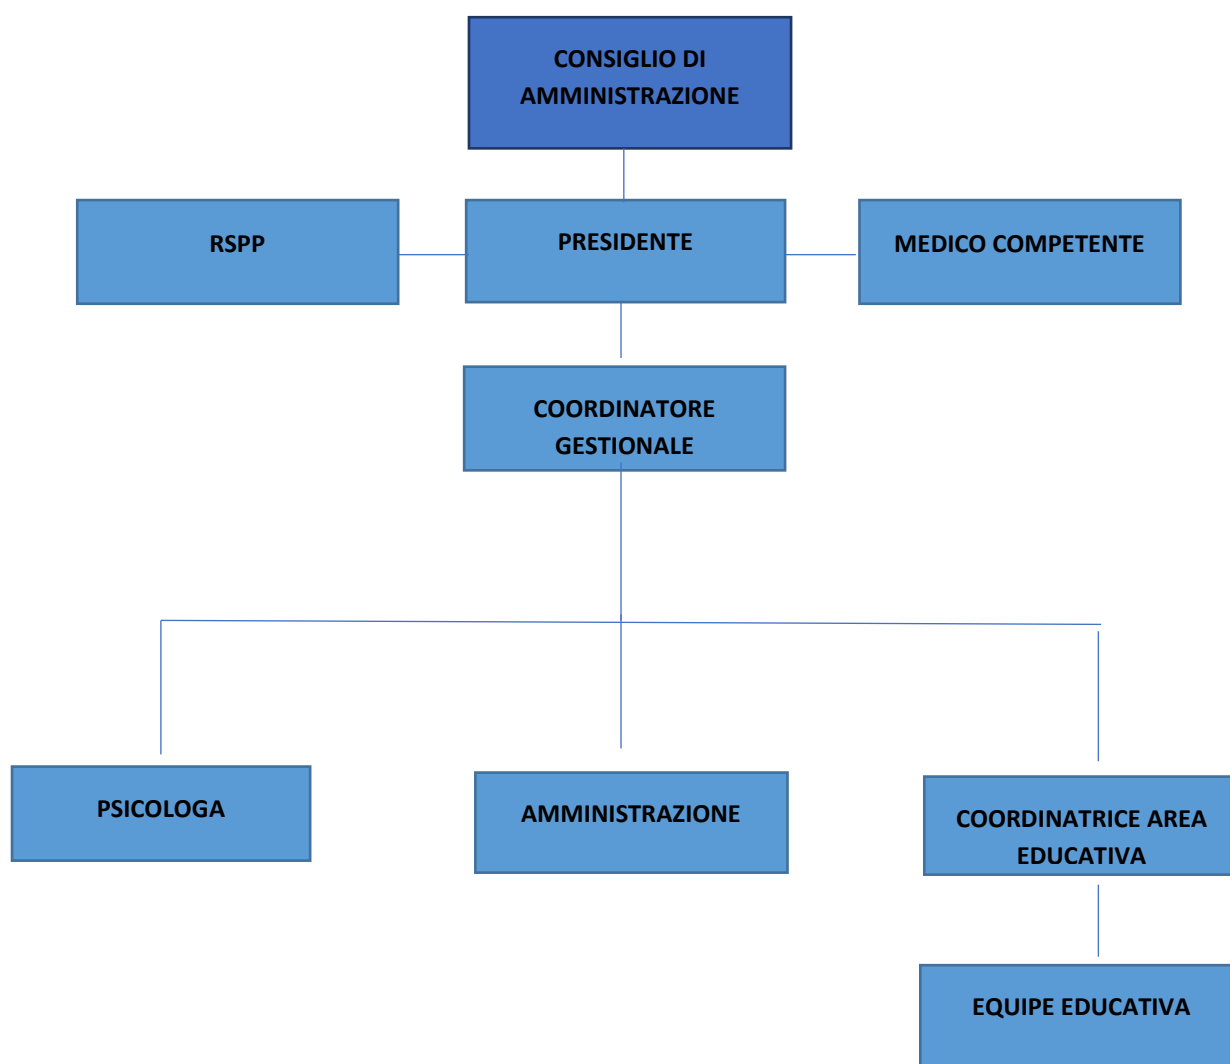 CONSIGLIO DI
AMMINISTRAZIONE
RSPP
PRESIDENTE
MEDICO COMPETENTE
COORDINATORE
GESTIONALE
PSICOLOGA
AMMINISTRAZIONE
COORDINATRICE AREA
EDUCATIVA
EQUIPE EDUCATIVA